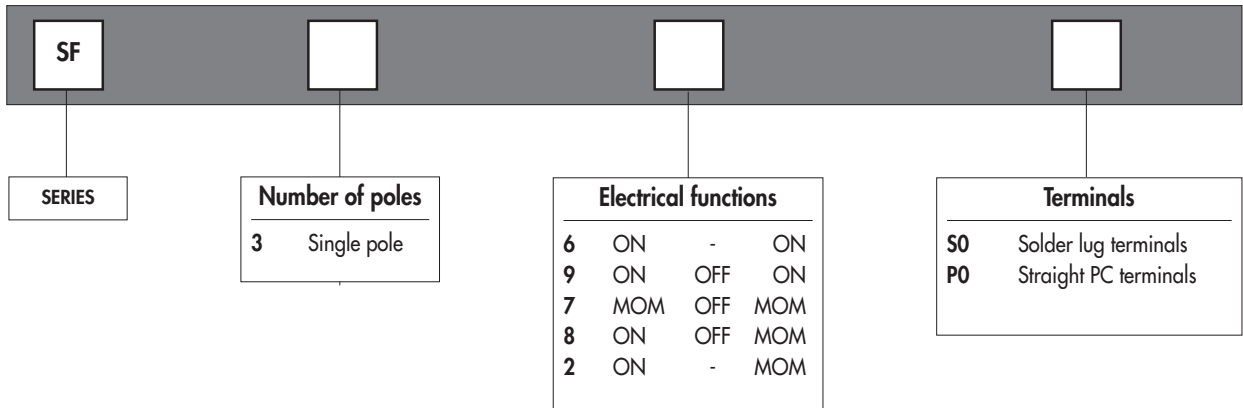 SF
SERIES
Number of poles
3 Single pole
Electrical functions
6 ON - ON
9 ON OFF ON
7 MOM OFF MOM
8 ON OFF MOM
2 ON - MOM
Terminals
S0 Solder lug terminals
P0 Straight PC terminals